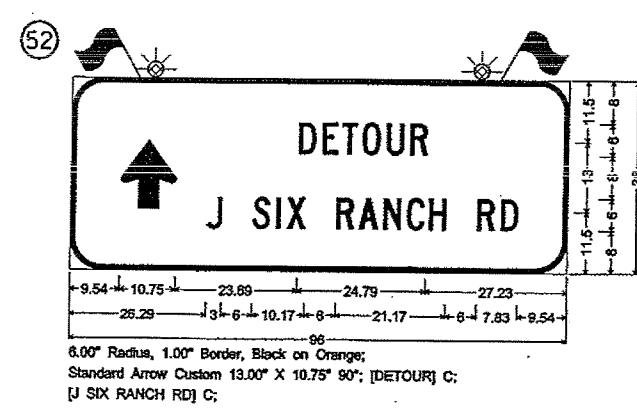 52
DETOUR
J SIX RANCH RD
11.5 13 11.5
8 6 8 6 8
9.54 10.75 23.69 24.79 27.23
26.29 3 6 10.17 6 21.17 6 7.83 9.54
96
6.00" Radius, 1.00" Border, Black on Orange;
Standard Arrow Custom 13.00" X 10.75" 90°; [DETOUR] C;
[J SIX RANCH RD] C;